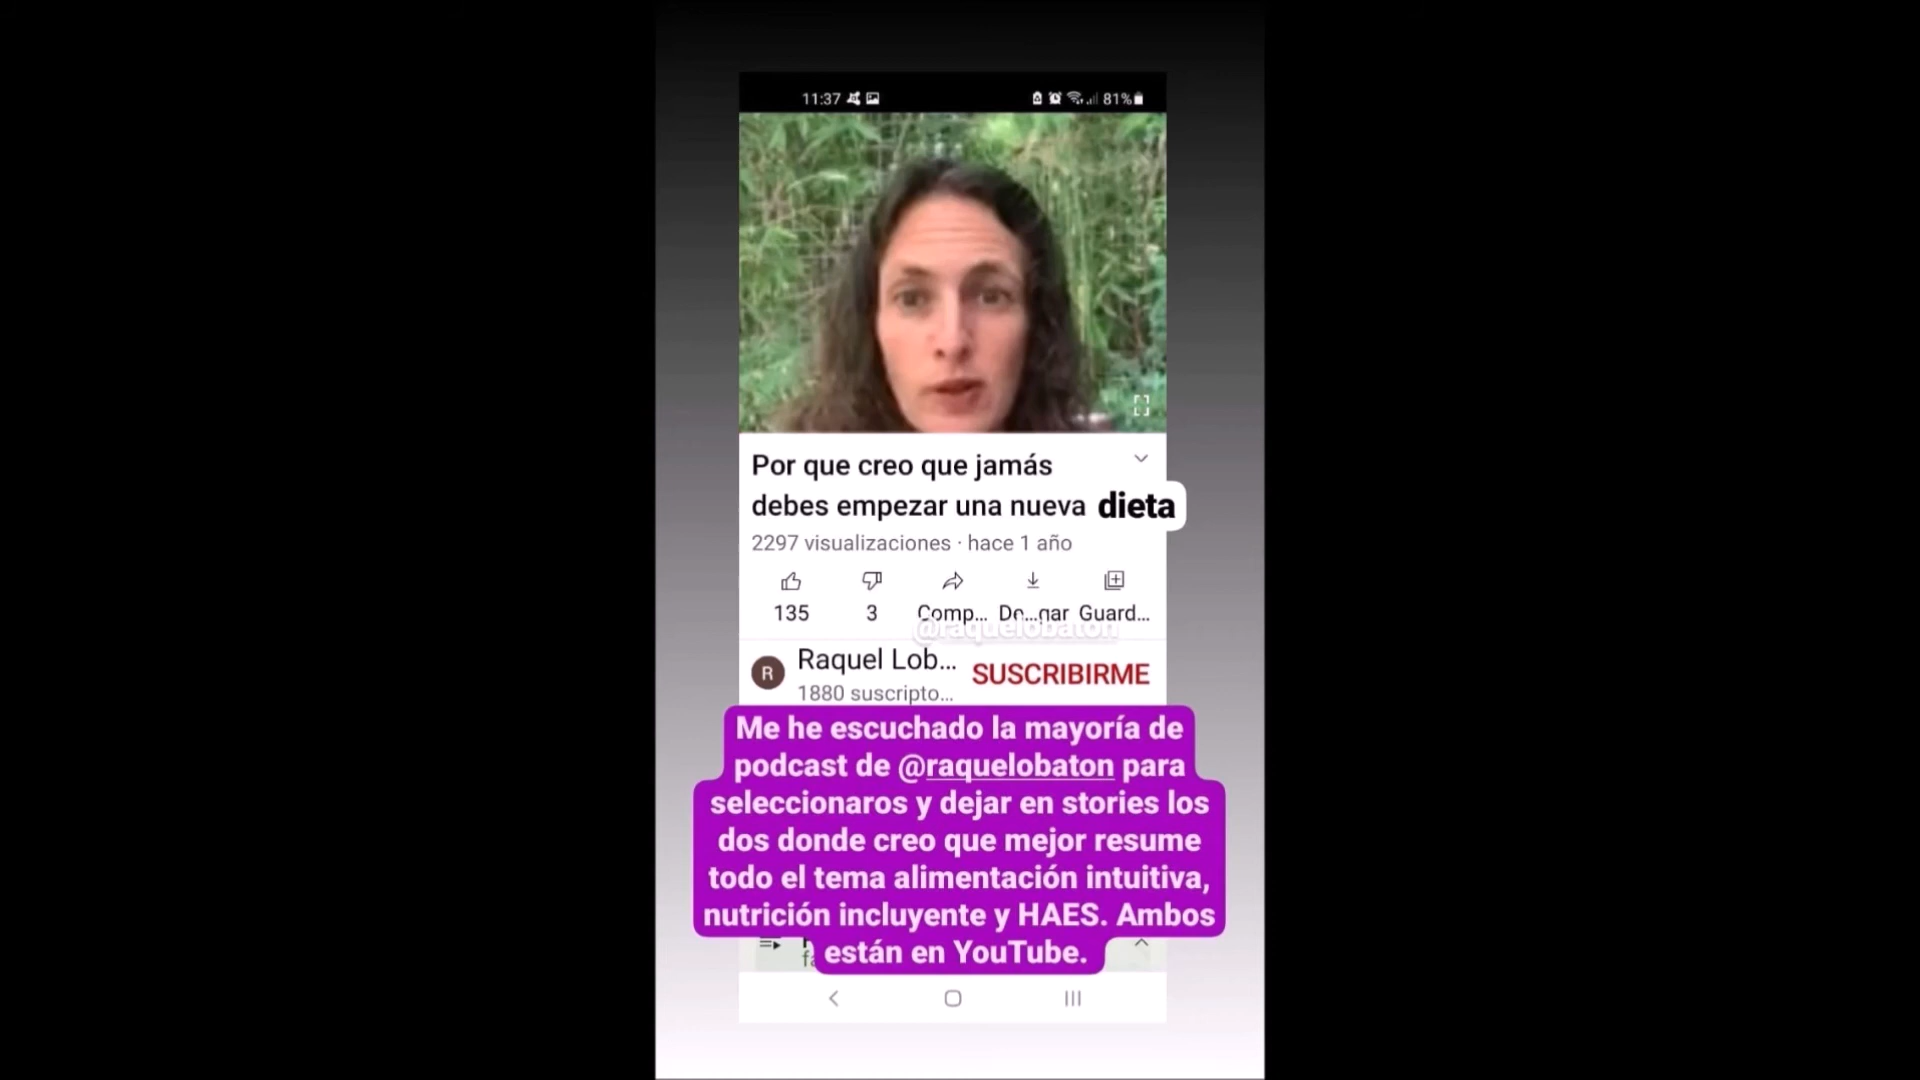 11:37
81%
Por que creo que jamás
debes empezar una nueva dieta
2297 visualizaciones · hace 1 año
135 3 Comp... De...gar Guard...
@raquelobaton
R Raquel Lob... SUSCRIBIRME
1880 suscripto...
Me he escuchado la mayoría de
podcast de @raquelobaton para
seleccionaros y dejar en stories los
dos donde creo que mejor resume
todo el tema alimentación intuitiva,
nutrición incluyente y HAES. Ambos
están en YouTube.